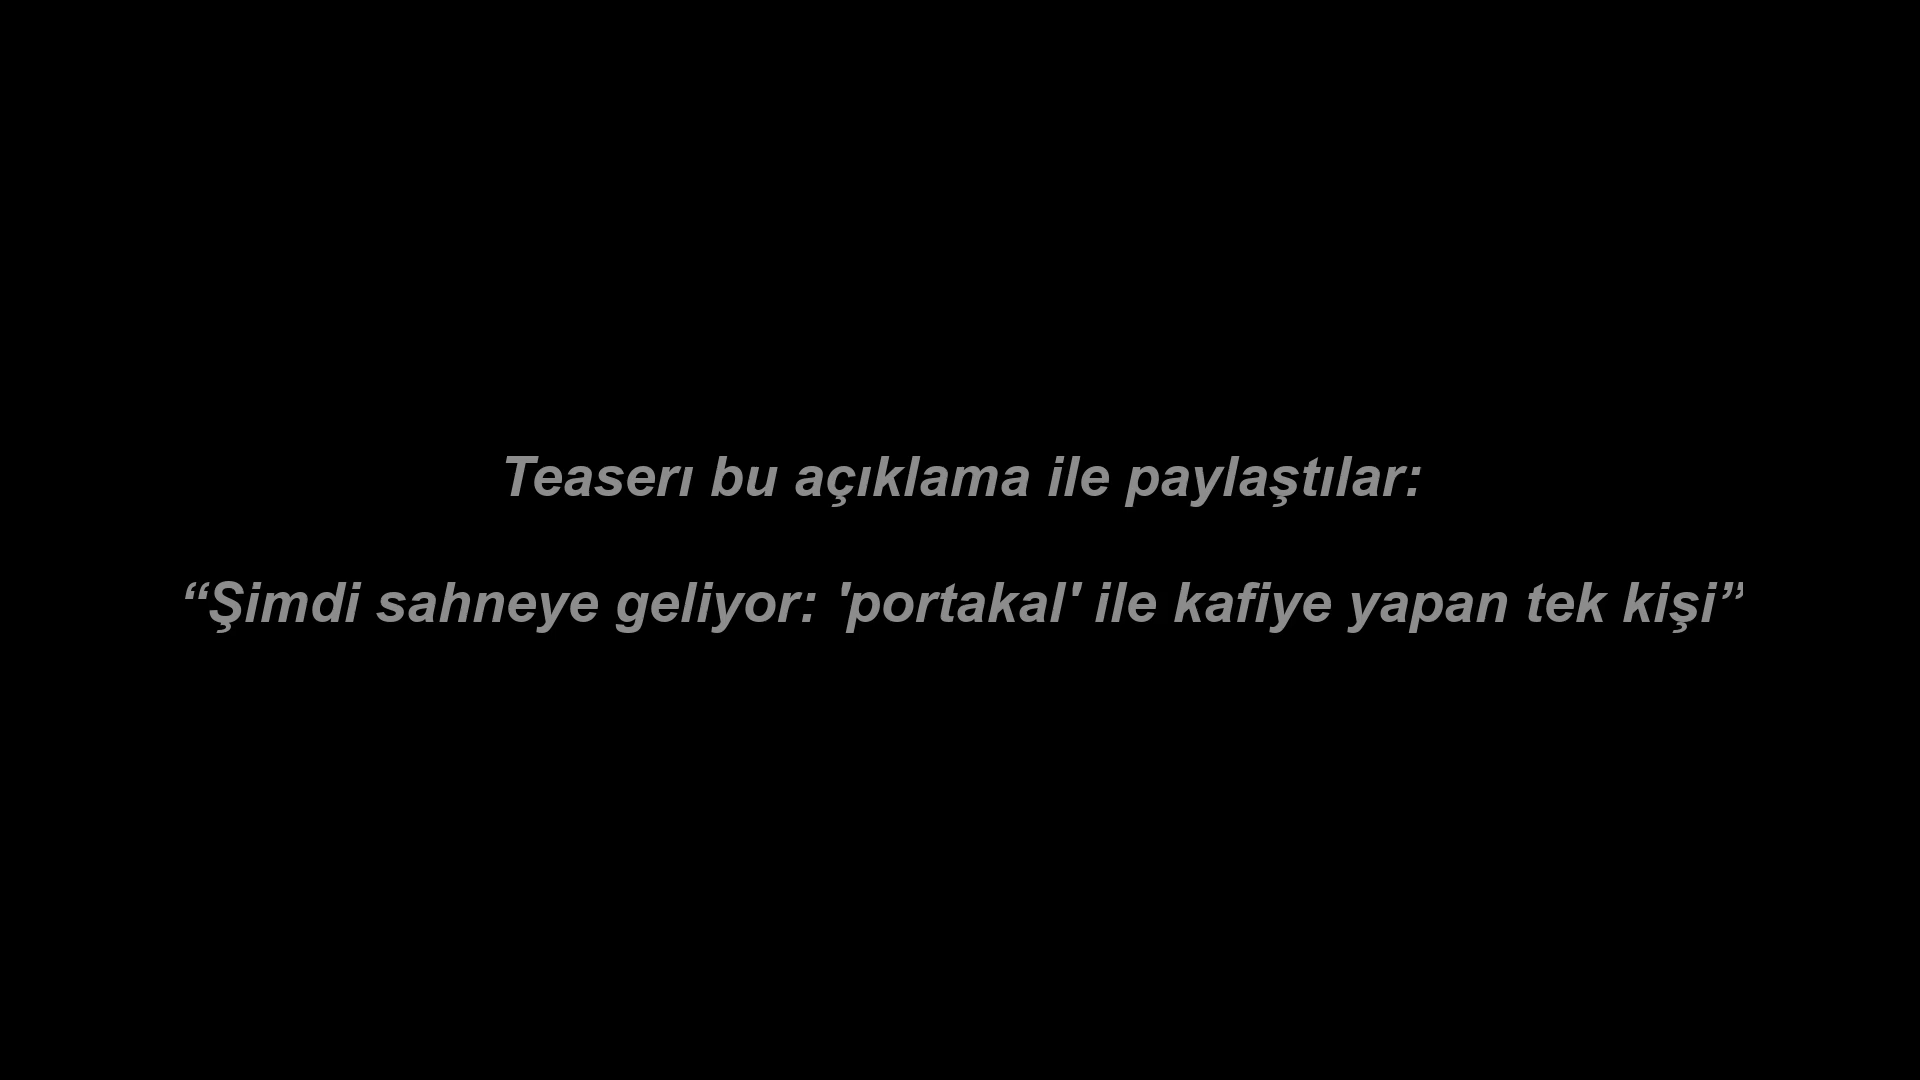 Teaserı bu açıklama ile paylaştılar:
“Şimdi sahneye geliyor: 'portakal' ile kafiye yapan tek kişi”